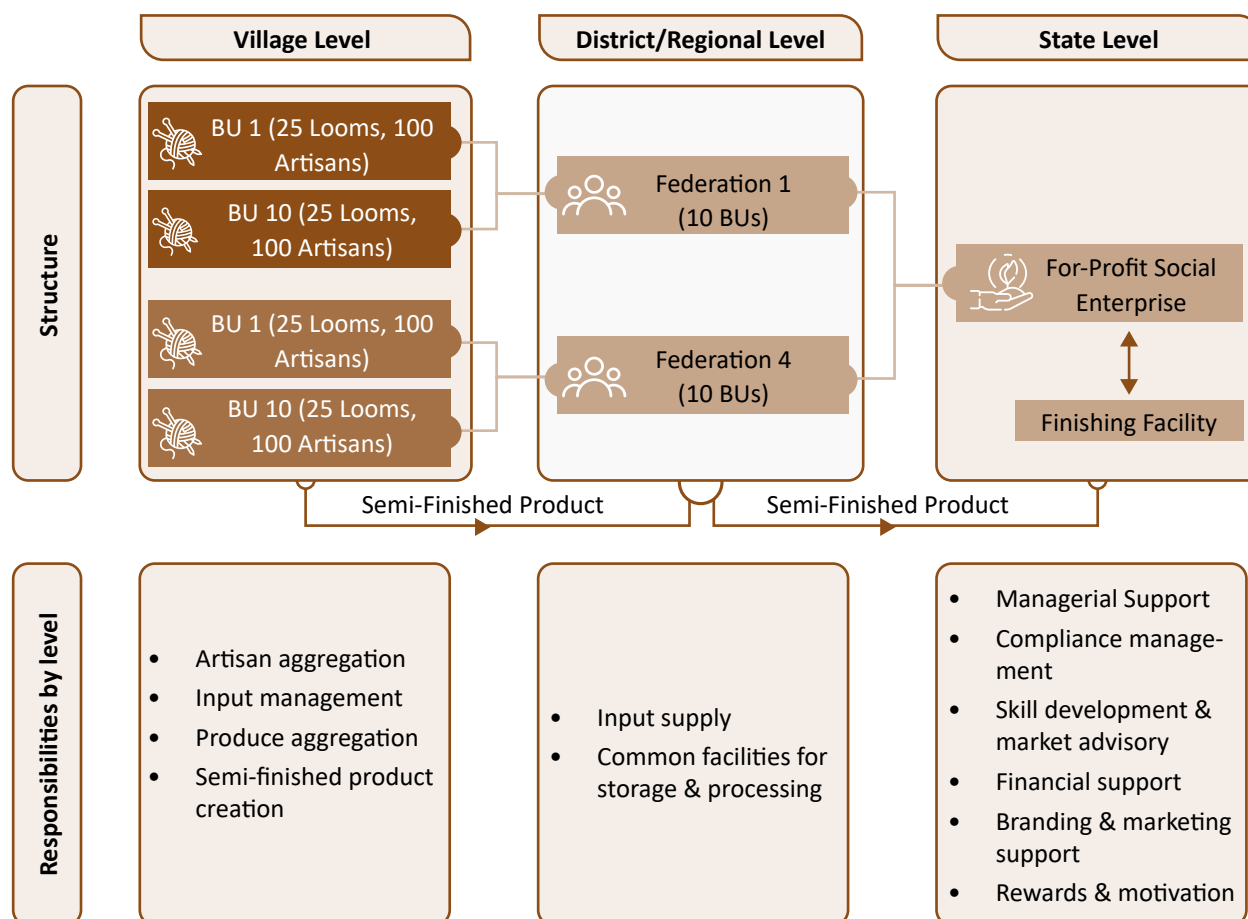 Village Level
District/Regional Level
State Level
Structure
BU 1 (25 Looms, 100
Artisans)
BU 10 (25 Looms,
100 Artisans)
BU 1 (25 Looms, 100
Artisans)
BU 10 (25 Looms,
100 Artisans)
Federation 1
(10 BUs)
Federation 4
(10 BUs)
For-Profit Social
Enterprise
Finishing Facility
Semi-Finished Product
Semi-Finished Product
Responsibilities by level
• Artisan aggregation
• Input management
• Produce aggregation
• Semi-finished product
creation
• Input supply
• Common facilities for
storage & processing
• Managerial Support
• Compliance manage-
ment
• Skill development &
market advisory
• Financial support
• Branding & marketing
support
• Rewards & motivation